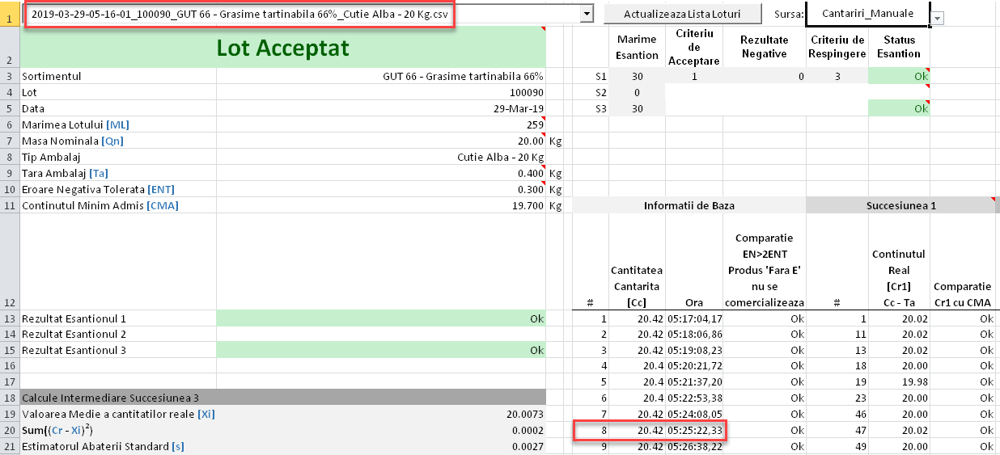 1 2019-03-29-05-16-01_100090_GUT 66 - Grasime tartinabila 66%_Cutie Alba - 20 Kg.csv Actualizeaza Lista Loturi Sursa: Cantariri_Manuale
2 Lot Acceptat Marime Esantion Criteriu de Acceptare Rezultate Negative Criteriu de Respingere Status Esantion
3 Sortimentul GUT 66 - Grasime tartinabila 66% S1 30 1 0 3 Ok
4 Lot 100090 S2 0
5 Data 29-Mar-19 S3 30 Ok
6 Marimea Lotului [ML] 259
7 Masa Nominala [Qn] 20.00 Kg
8 Tip Ambalaj Cutie Alba - 20 Kg
9 Tara Ambalaj [Ta] 0.400 Kg
10 Eroare Negativa Tolerata [ENT] 0.300 Kg
11 Continutul Minim Admis [CMA] 19.700 Kg Informatii de Baza Succesiunea 1
12 # Cantitatea Cantarita [Cc] Ora Comparatie EN>2ENT Produs 'Fara E' nu se comercializeaza # Continutul Real [Cr1] Cc - Ta Comparatie Cr1 cu CMA
13 Rezultat Esantionul 1 Ok 1 20.42 05:17:04,17 Ok 1 20.02 Ok
14 Rezultat Esantionul 2 2 20.42 05:18:06,86 Ok 11 20.02 Ok
15 Rezultat Esantionul 3 Ok 3 20.42 05:19:08,23 Ok 13 20.02 Ok
16 4 20.4 05:20:21,72 Ok 18 20.00 Ok
17 5 20.4 05:21:37,20 Ok 19 19.98 Ok
18 Calcule Intermediare Succesiunea 3 6 20.4 05:22:53,38 Ok 23 20.00 Ok
19 Valoarea Medie a cantitatilor reale [Xi] 20.0073 7 20.42 05:24:08,05 Ok 46 20.00 Ok
20 Sum{(Cr - Xi)²) 0.0002 8 20.42 05:25:22,33 Ok 47 20.02 Ok
21 Estimatorul Abaterii Standard [s] 0.0027 9 20.42 05:26:38,22 Ok 49 20.00 Ok